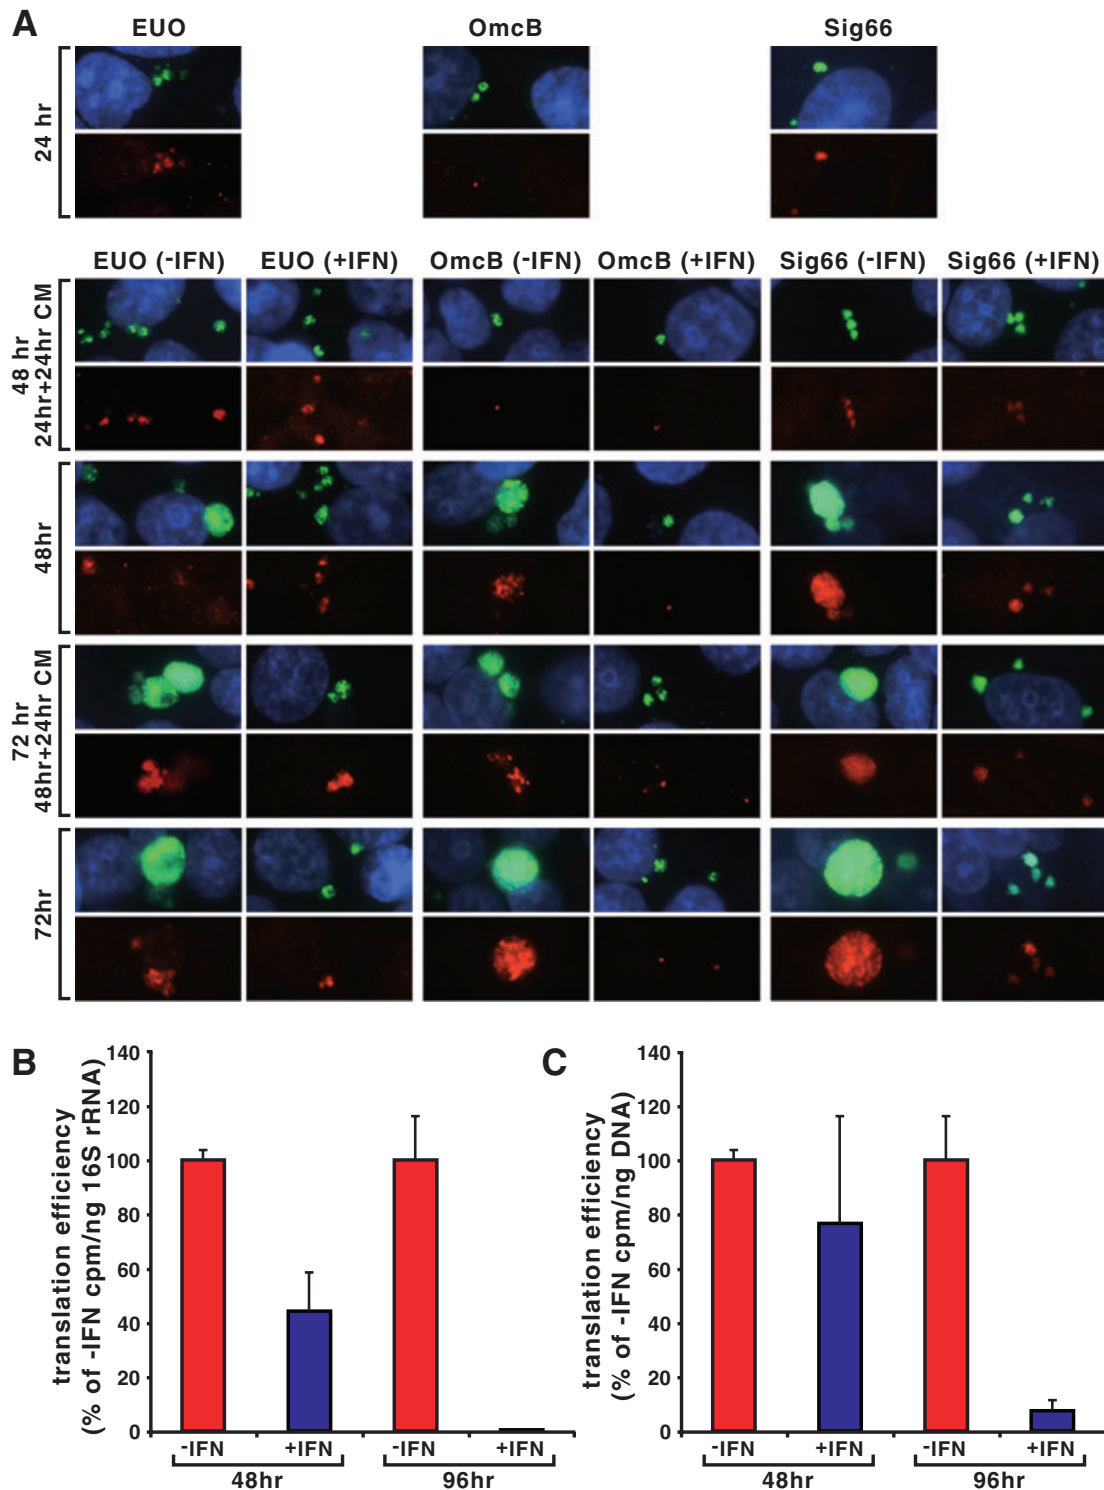 A
EUO
OmcB
Sig66
24 hr
EUO (-IFN)
EUO (+IFN)
OmcB (-IFN)
OmcB (+IFN)
Sig66 (-IFN)
Sig66 (+IFN)
48 hr
24hr+24hr CM
48hr
72 hr
48hr+24hr CM
72hr
B
translation efficiency
(% of -IFN cpm/ng 16S rRNA)
140
120
100
80
60
40
20
0
-IFN
+IFN
-IFN
+IFN
48hr
96hr
C
translation efficiency
(% of -IFN cpm/ng DNA)
140
120
100
80
60
40
20
0
-IFN
+IFN
-IFN
+IFN
48hr
96hr